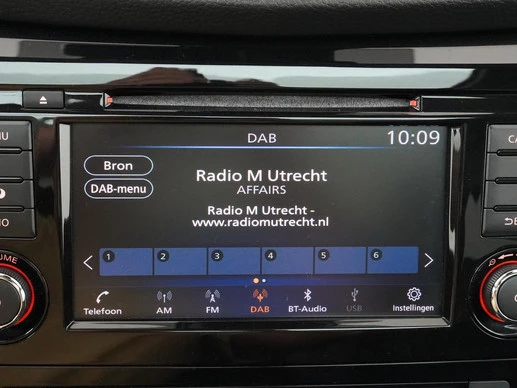 DAB 10:09
Bron
DAB-menu
Radio M Utrecht
AFFAIRS
Radio M Utrecht -
www.radiomutrecht.nl
1 2 3 4 5 6
Telefoon AM FM DAB BT-Audio USB Instellingen